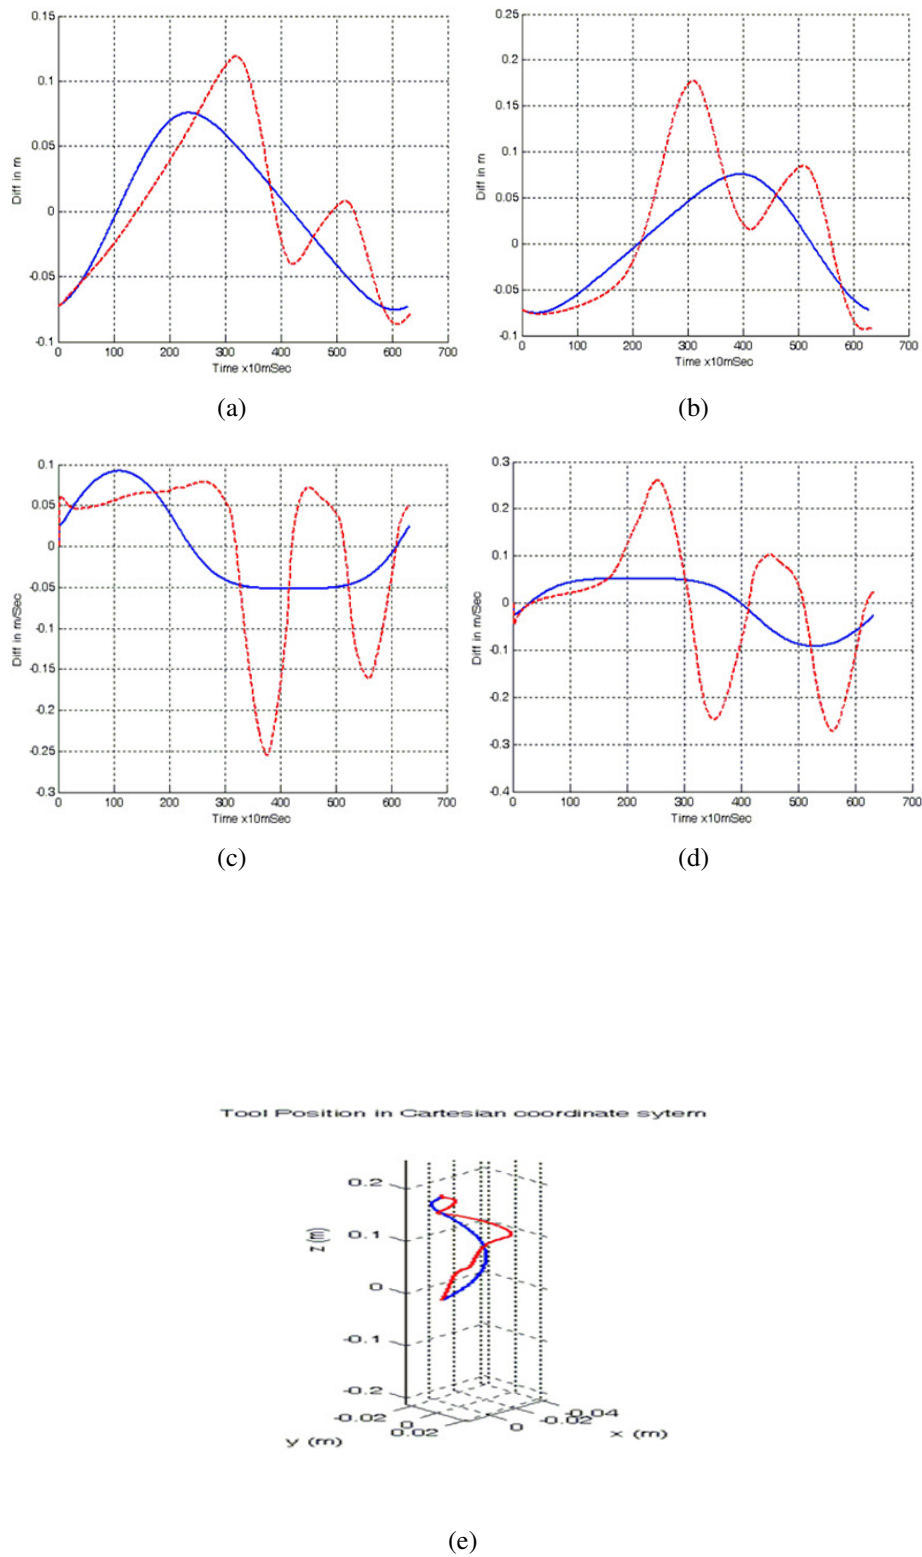 0.15
0.1
0.05
0
-0.05
-0.1
Diff in m
0 100 200 300 400 500 600 700
Time x10mSec
(a)
0.25
0.2
0.15
0.1
0.05
0
-0.05
-0.1
Diff in m
0 100 200 300 400 500 600 700
Time x10mSec
(b)
0.1
0.05
0
-0.05
-0.1
-0.15
-0.2
-0.25
-0.3
Diff in m/Sec
0 100 200 300 400 500 600 700
Time x10mSec
(c)
0.3
0.2
0.1
0
-0.1
-0.2
-0.3
-0.4
Diff in m/Sec
0 100 200 300 400 500 600 700
Time x10mSec
(d)
Tool Position in Cartesian coordinate sytem
0.2
0.1
0
-0.1
-0.2
z (m)
-0.02
0
0.02
y (m)
0
-0.02
-0.04
x (m)
(e)